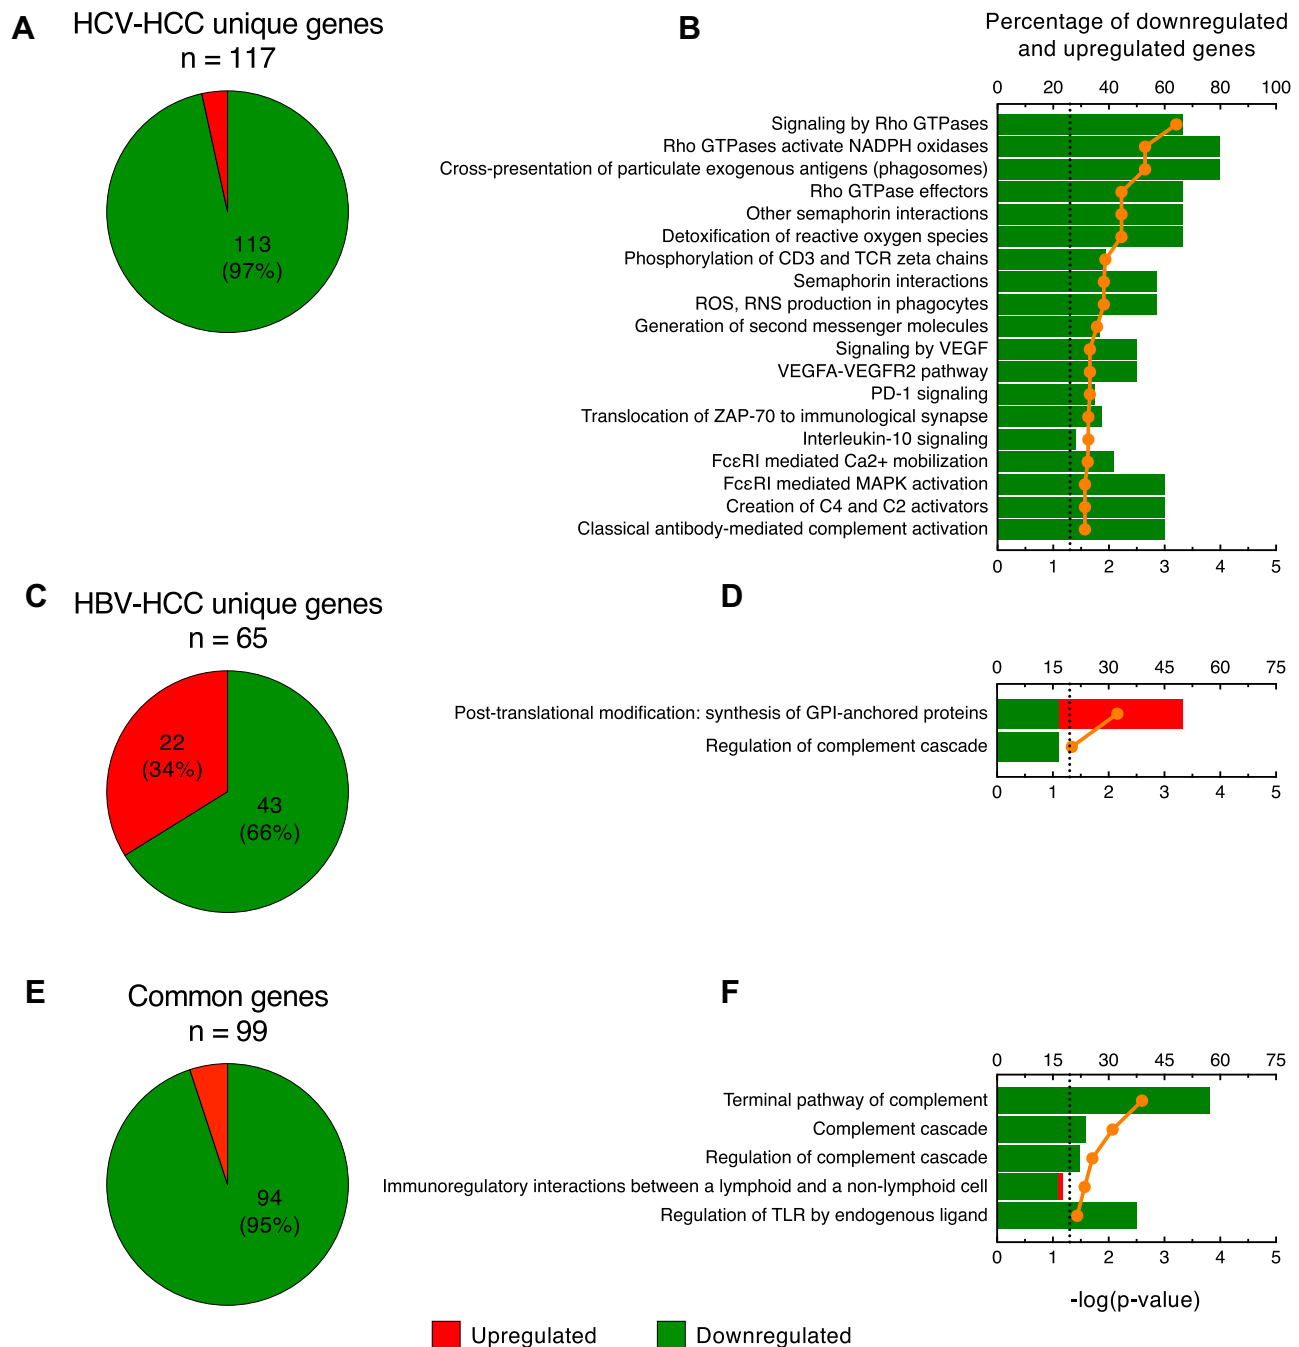 A
HCV-HCC unique genes
n = 117
113
(97%)
B
Percentage of downregulated
and upregulated genes
0 20 40 60 80 100
Signaling by Rho GTPases
Rho GTPases activate NADPH oxidases
Cross-presentation of particulate exogenous antigens (phagosomes)
Rho GTPase effectors
Other semaphorin interactions
Detoxification of reactive oxygen species
Phosphorylation of CD3 and TCR zeta chains
Semaphorin interactions
ROS, RNS production in phagocytes
Generation of second messenger molecules
Signaling by VEGF
VEGFA-VEGFR2 pathway
PD-1 signaling
Translocation of ZAP-70 to immunological synapse
Interleukin-10 signaling
FcεRI mediated Ca2+ mobilization
FcεRI mediated MAPK activation
Creation of C4 and C2 activators
Classical antibody-mediated complement activation
0 1 2 3 4 5
C
HBV-HCC unique genes
n = 65
22
(34%)
43
(66%)
D
0 15 30 45 60 75
Post-translational modification: synthesis of GPI-anchored proteins
Regulation of complement cascade
0 1 2 3 4 5
E
Common genes
n = 99
94
(95%)
F
0 15 30 45 60 75
Terminal pathway of complement
Complement cascade
Regulation of complement cascade
Immunoregulatory interactions between a lymphoid and a non-lymphoid cell
Regulation of TLR by endogenous ligand
0 1 2 3 4 5
-log(p-value)
Upregulated
Downregulated